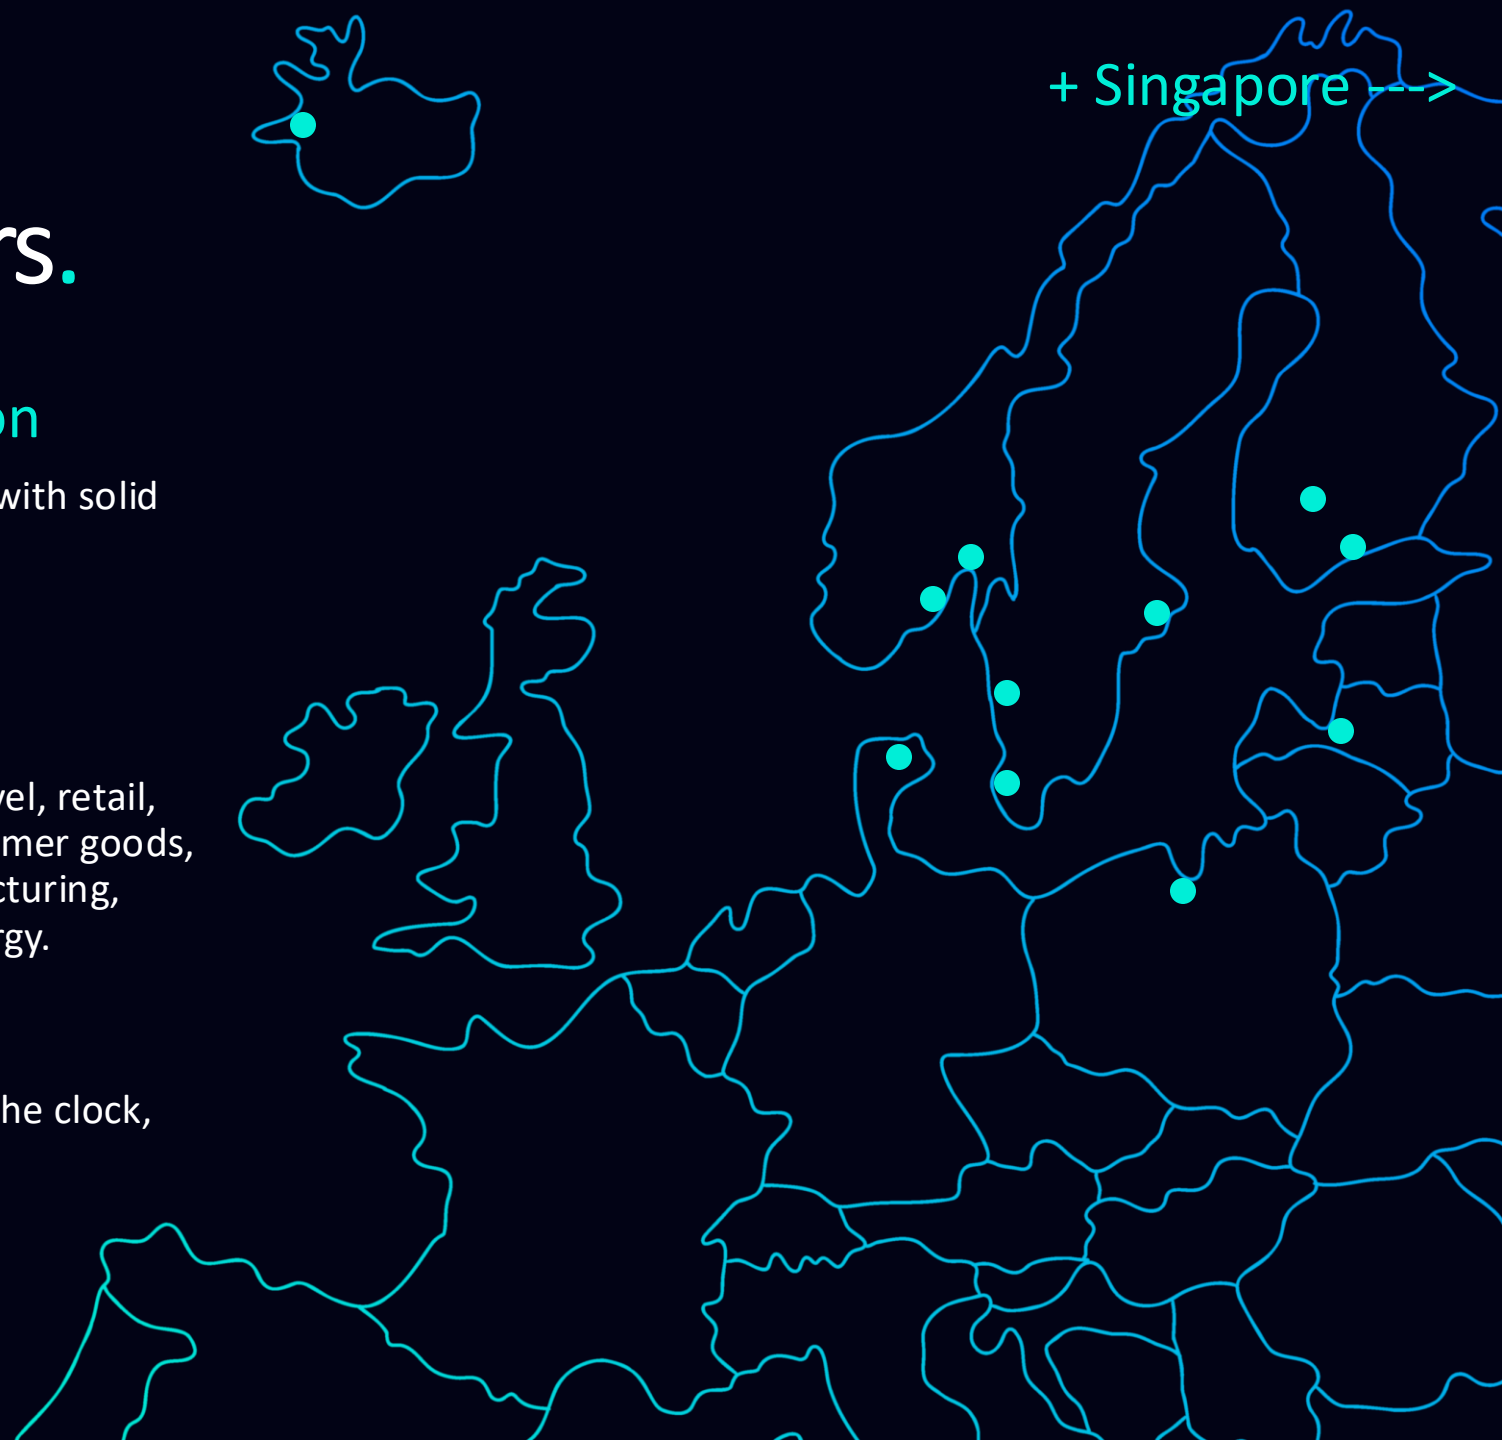 + Singapore --->
rs.
on
with solid
vel, retail,
mer goods,
cturing,
rgy.
he clock,